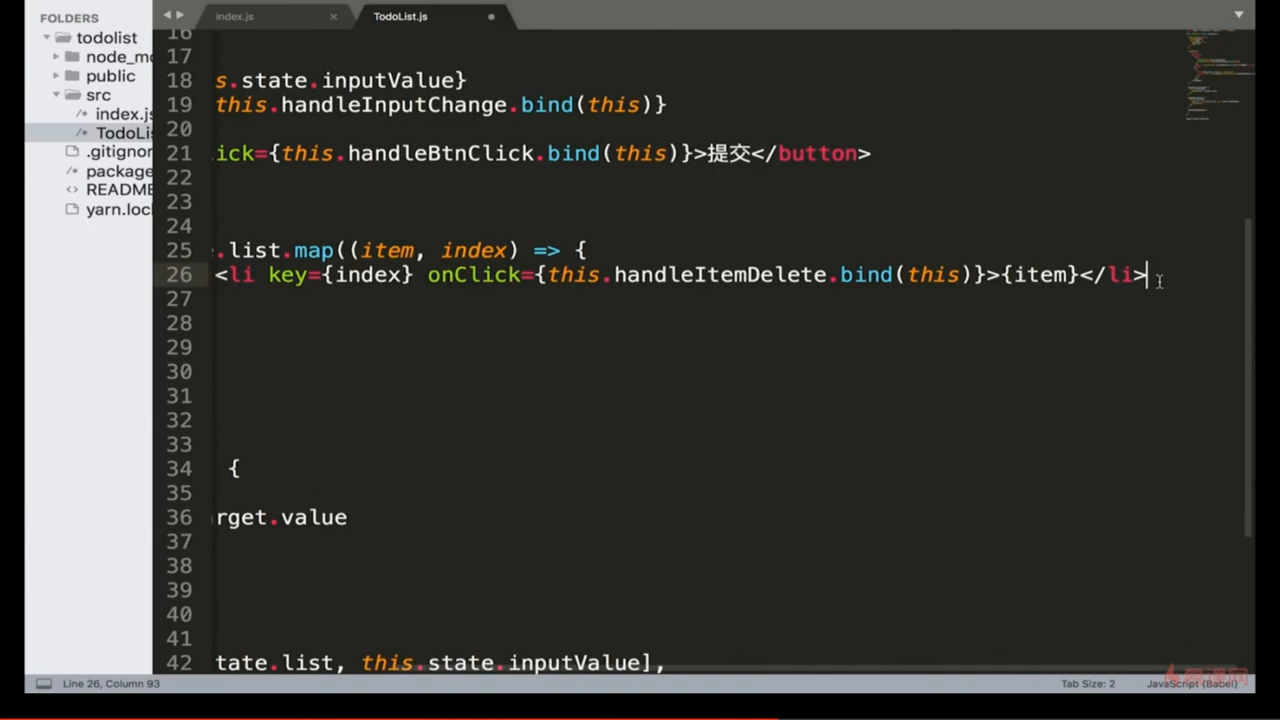 FOLDERS
todolist
node_mo
public
src
index.js
TodoLis
.gitignor
package
README
yarn.loc
index.js
TodoList.js
16
17
18 s.state.inputValue}
19 this.handleInputChange.bind(this)}
20
21 ick={this.handleBtnClick.bind(this)}>提交</button>
22
23
24
25 .list.map((item, index) => {
26 <li key={index} onClick={this.handleItemDelete.bind(this)}>{item}</li>
27
28
29
30
31
32
33
34 {
35
36 rget.value
37
38
39
40
41
42 tate.list, this.state.inputValue],
Line 26, Column 93
Tab Size: 2
JavaScript (Babel)
慕课网